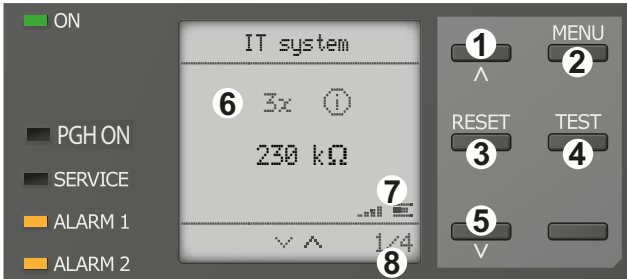 ON
PGH ON
SERVICE
ALARM 1
ALARM 2
IT system
6 3x i
230 kΩ
7
1/4
8
1
MENU
2
RESET
3
TEST
4
5